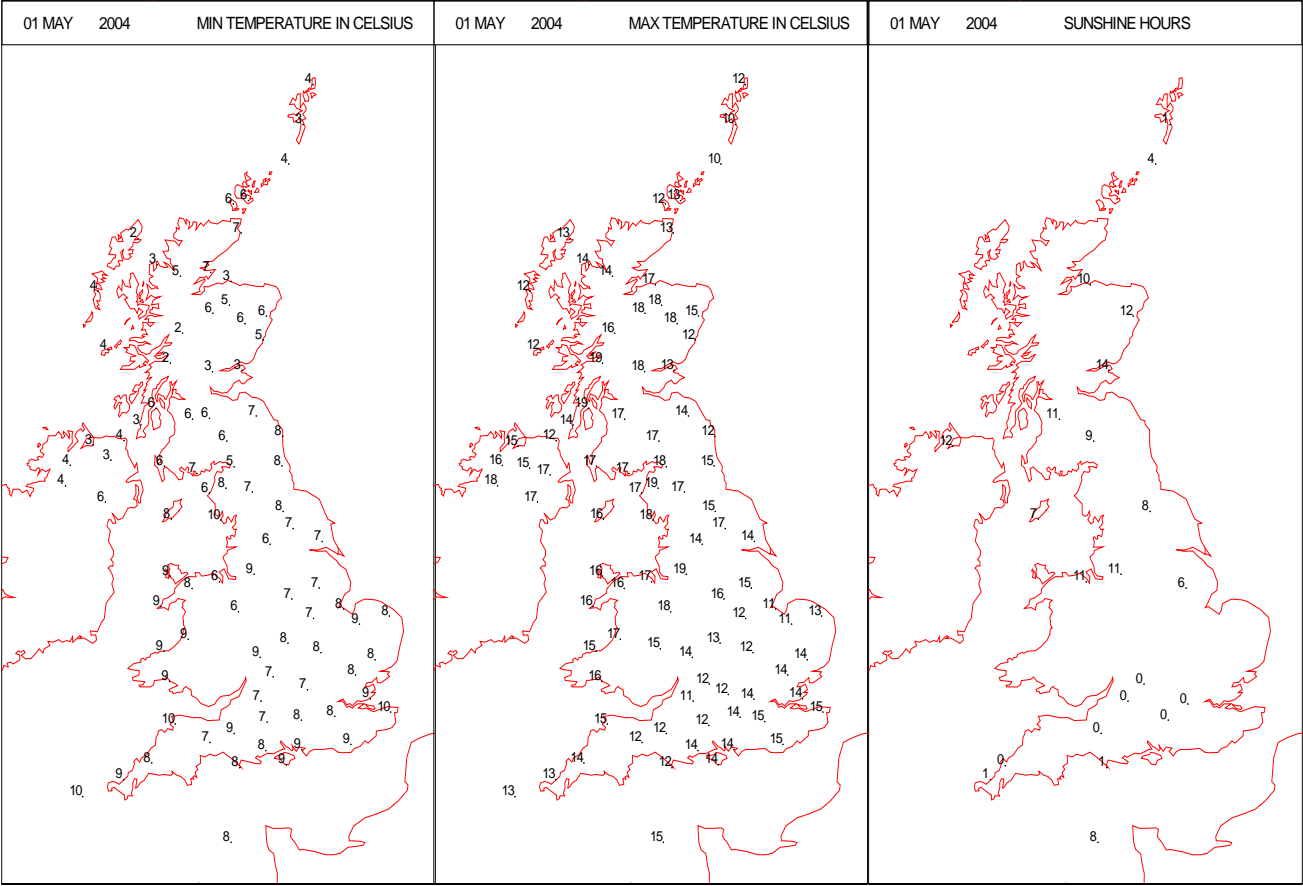 01 MAY 2004 MIN TEMPERATURE IN CELSIUS
4.
3.
4.
6. 6.
7.
2.
3. 7.
5. 3.
4.
5.
6. 6.
6.
2. 5.
4.
2. 3. 3.
6.
6. 6. 7.
3.
3. 4. 6. 8.
4. 3. 6. 7. 5. 8.
4. 6. 8. 7.
6.
8. 10. 8.
7.
6. 7.
9. 8. 6. 9. 7.
9. 6. 7. 8. 8.
7. 9.
9. 9. 8. 8.
9. 8.
9. 7. 7. 8.
7. 9.
10. 7. 8. 8. 10.
7. 9. 8. 9. 9.
8. 8. 9.
9.
10.
8.
01 MAY 2004 MAX TEMPERATURE IN CELSIUS
12.
10.
10.
12. 13.
13.
13.
14.
14. 17.
12.
18. 18. 15.
18.
16. 12.
12.
19. 18. 13.
19. 17. 14.
14.
15. 12. 18. 12.
16. 15. 17. 17. 17. 18. 15.
18. 17. 19. 17.
17.
16. 18. 15.
17.
14. 14.
16. 16. 17. 19. 15.
16. 18. 16. 11. 13.
12. 11.
15. 17. 15. 13. 12.
14. 14.
16. 12. 12. 14.
11. 14. 14.
15. 12. 14. 15. 15.
12. 12. 14. 14. 15.
14. 12. 14.
13.
13.
15.
01 MAY 2004 SUNSHINE HOURS
1.
4.
10.
12.
14.
11.
12. 9.
7. 8.
11. 11. 6.
0.
0. 0.
0. 0.
0. 1.
1
8.